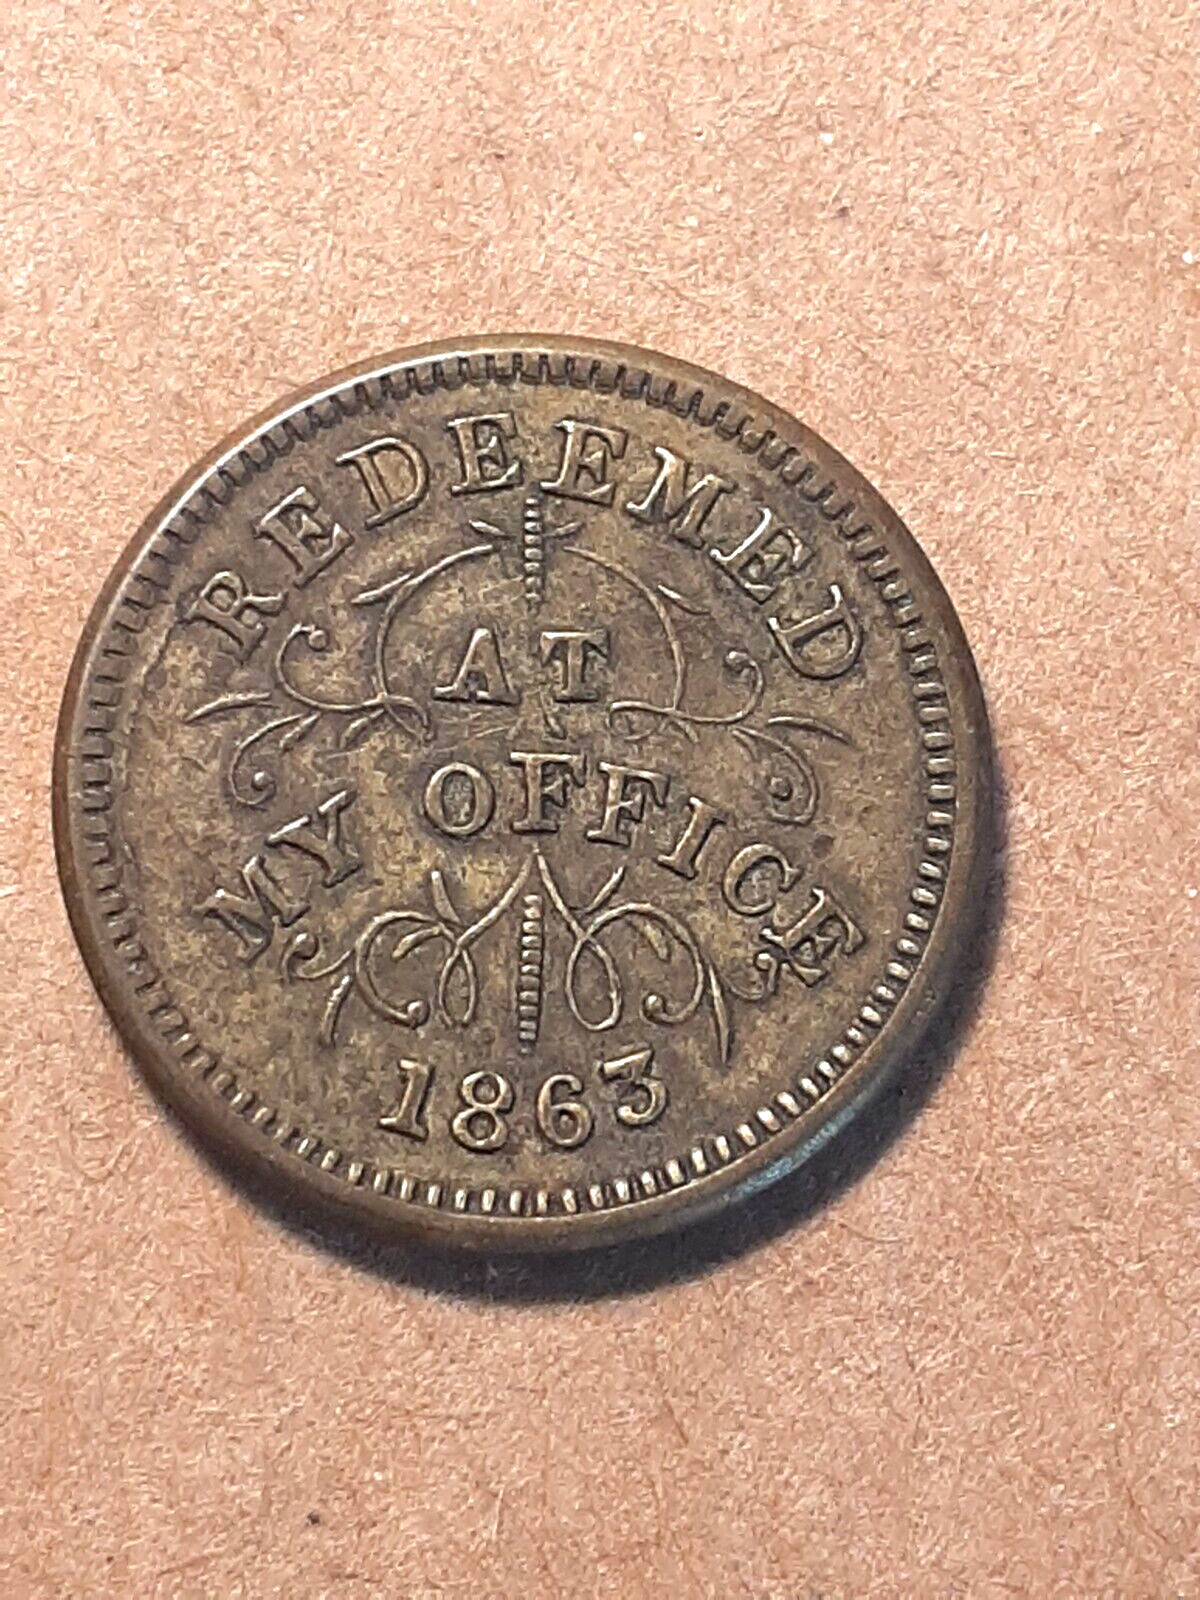 REDEEMED
AT
MY OFFICE
1863